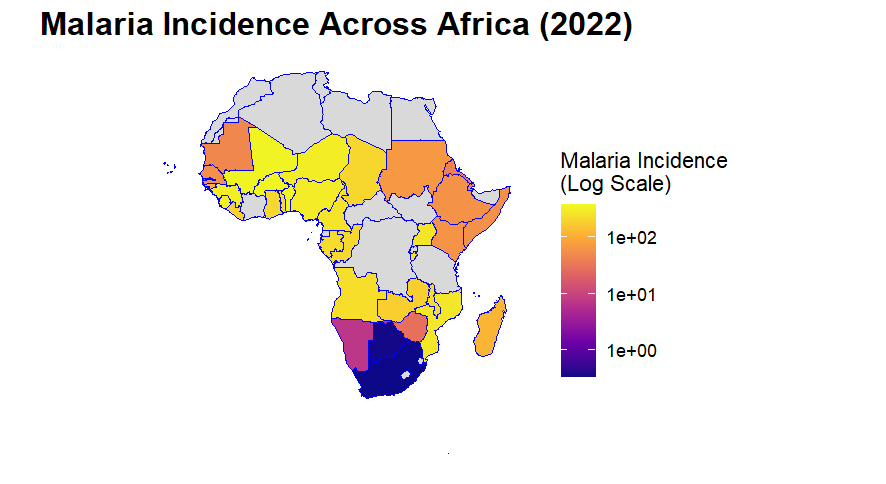 Malaria Incidence Across Africa (2022)
Malaria Incidence
(Log Scale)
1e+02
1e+01
1e+00